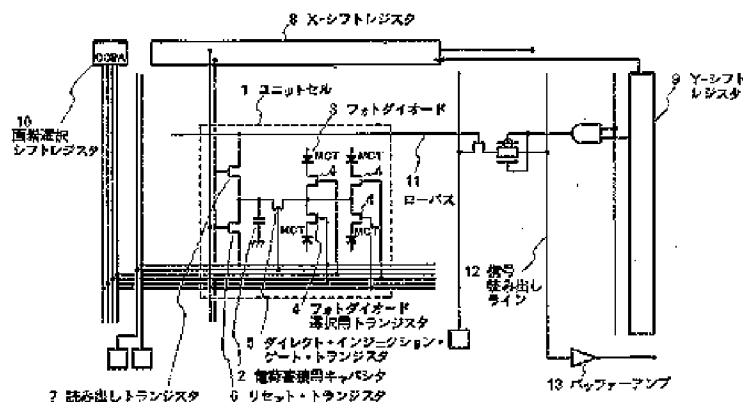 8 X-シフトレジスタ
1 ユニットセル
3 フォトダイオード
9 Y-シフト
レジスタ
10
画素選択
シフトレジスタ
MCT
MCT
4
4
11
ローバス
MCT
MCT
12 信号
読み出し
ライン
4 フォトダイオード
選択用トランジスタ
5 ダイレクト・インジェクション・
ゲート・トランジスタ
2 電荷蓄積用キャパシタ
7 読み出しトランジスタ
6 リセット・トランジスタ
13 バッファーアンプ